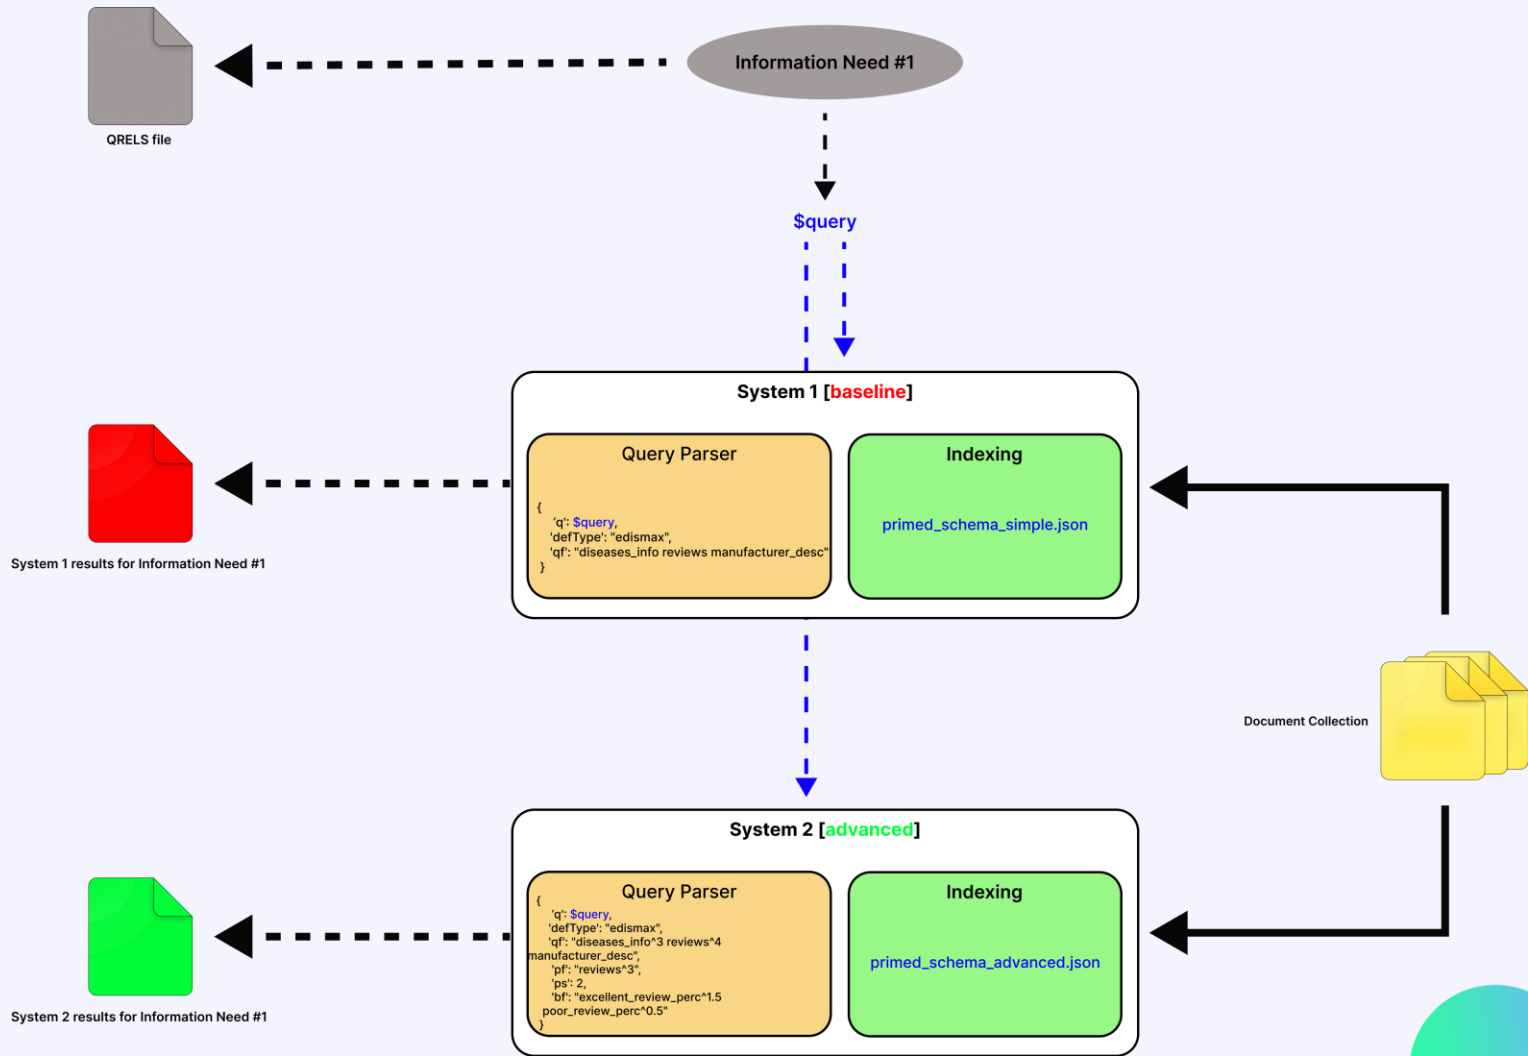 Information Need #1
QRELS file
$query
System 1 [baseline]
Query Parser
{
'q': $query,
'defType': "edismax",
'qf': "diseases_info reviews manufacturer_desc"
}
Indexing
primed_schema_simple.json
System 1 results for Information Need #1
Document Collection
System 2 [advanced]
Query Parser
{
'q': $query,
'defType': "edismax",
'qf': "diseases_info^3 reviews^4
manufacturer_desc",
'pf': "reviews^3",
'ps': 2,
'bf': "excellent_review_perc^1.5
poor_review_perc^0.5"
}
Indexing
primed_schema_advanced.json
System 2 results for Information Need #1